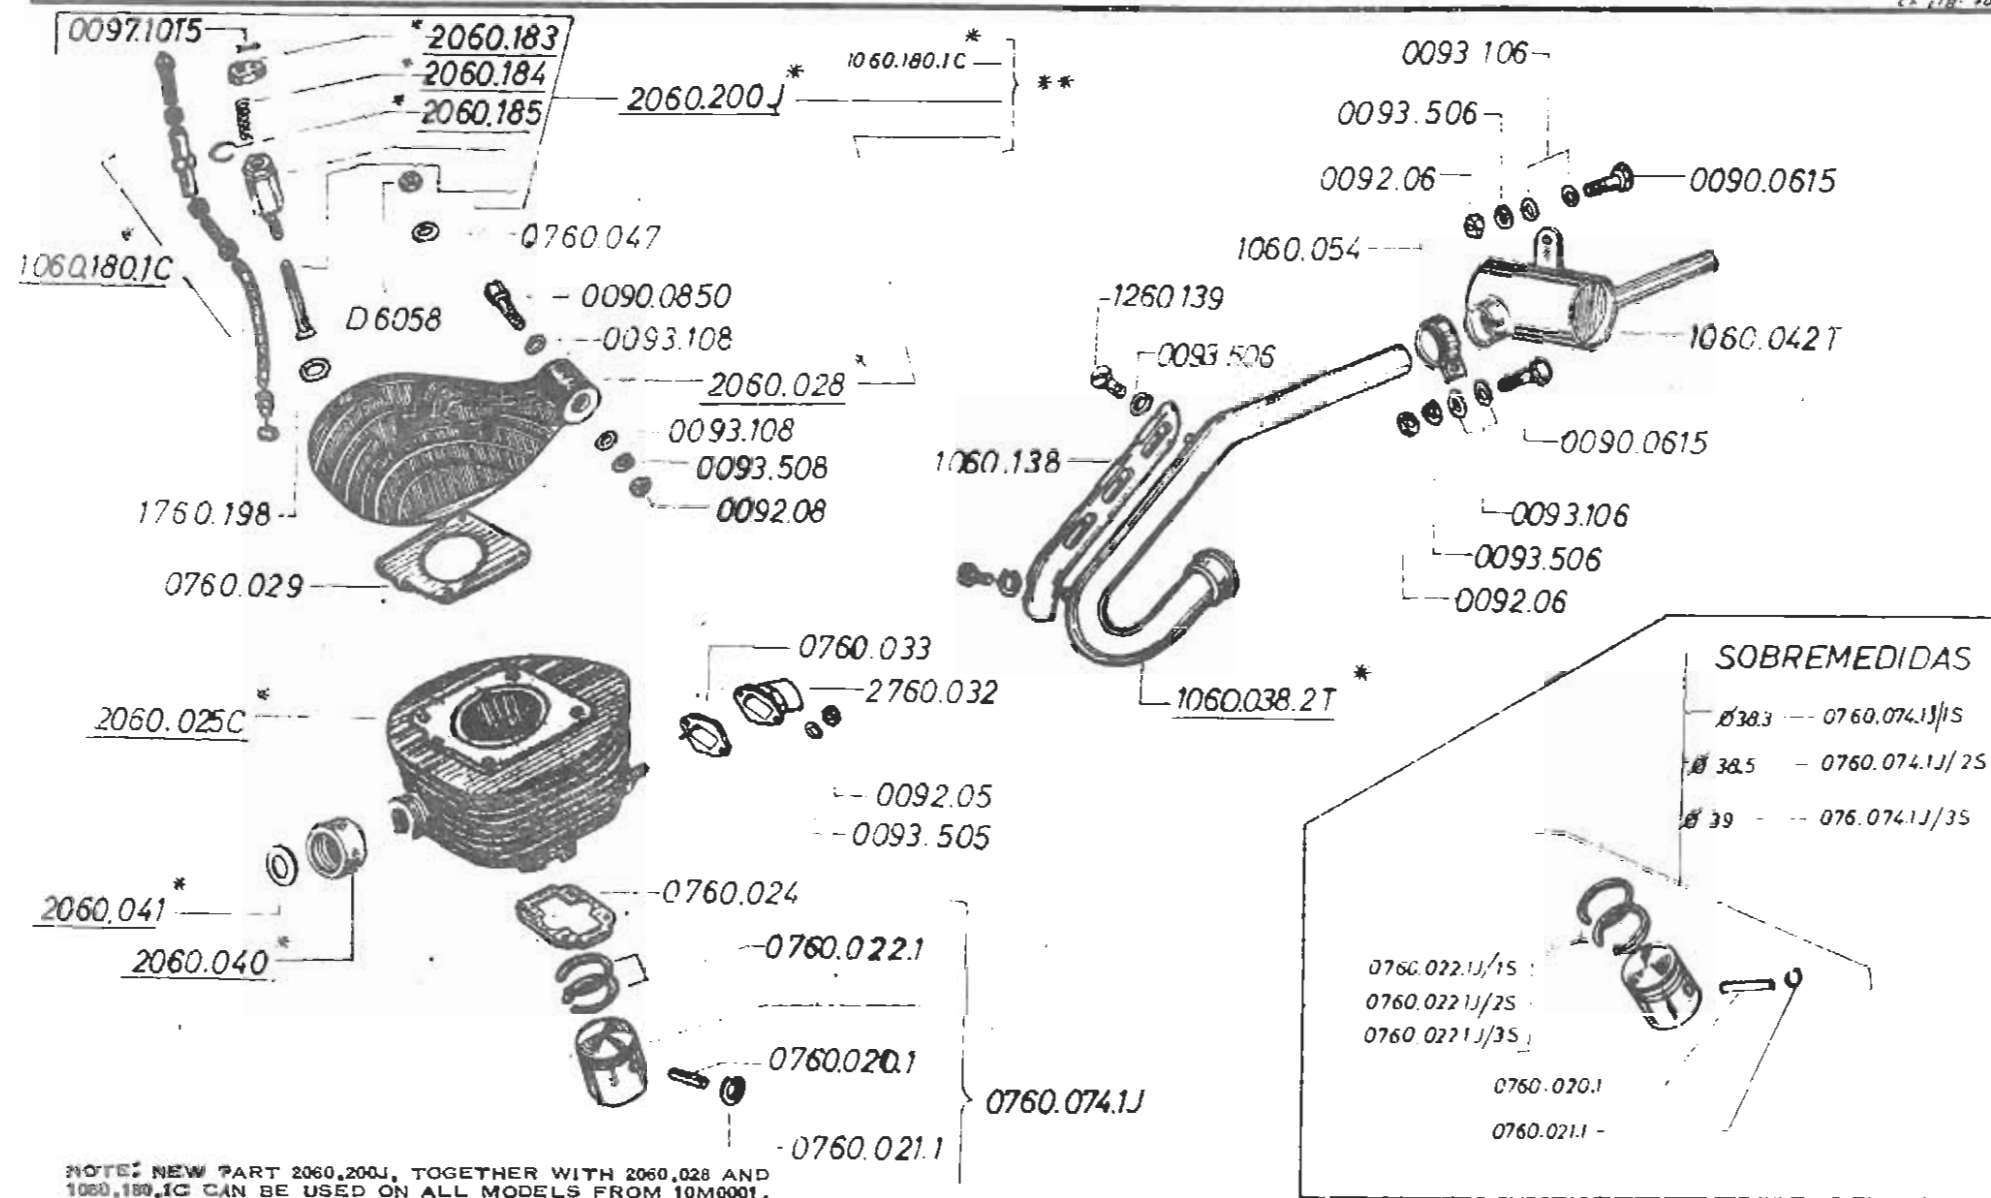 0097.1015
* 2060.183
* 2060.184
* 2060.185
2060.200J *
*
1060.180.1C
**
0093 106
0093.506
0092.06
0090.0615
1060.054
1060.042T
*
1060.180.1C
0760.047
D6058
0090.0850
0093.108
*
2060.028
0093.108
0093.508
0092.08
1760.198
0760.029
1260.139
0093.506
1060.138
0090.0615
0093.106
0093.506
0092.06
1060.038.2T *
0760.033
2760.032
*
2060.025C
0092.05
0093.505
2060.041 *
2060.040 *
0760.024
0760.022.1
0760.020.1
0760.021.1
0760.074.1J
SOBREMEDIDAS
Ø38.3 --- 0760.074.1J/1S
Ø 38.5 - 0760.074.1J/2S
Ø 39 - -- 076.074.1J/3S
0760.022.1J/1S
0760.022 1J/2S
0760.022 1J/3S
0760.020.1
0760.021.1 -
NOTE: NEW PART 2060.200J, TOGETHER WITH 2060.028 AND
1060.180.1C CAN BE USED ON ALL MODELS FROM 10M0001.